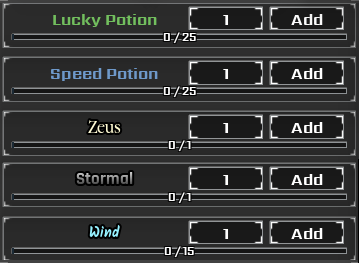 Lucky Potion 1 Add
0/25
Speed Potion 1 Add
0/25
Zeus 1 Add
0/1
Stormal 1 Add
0/1
Wind 1 Add
0/15